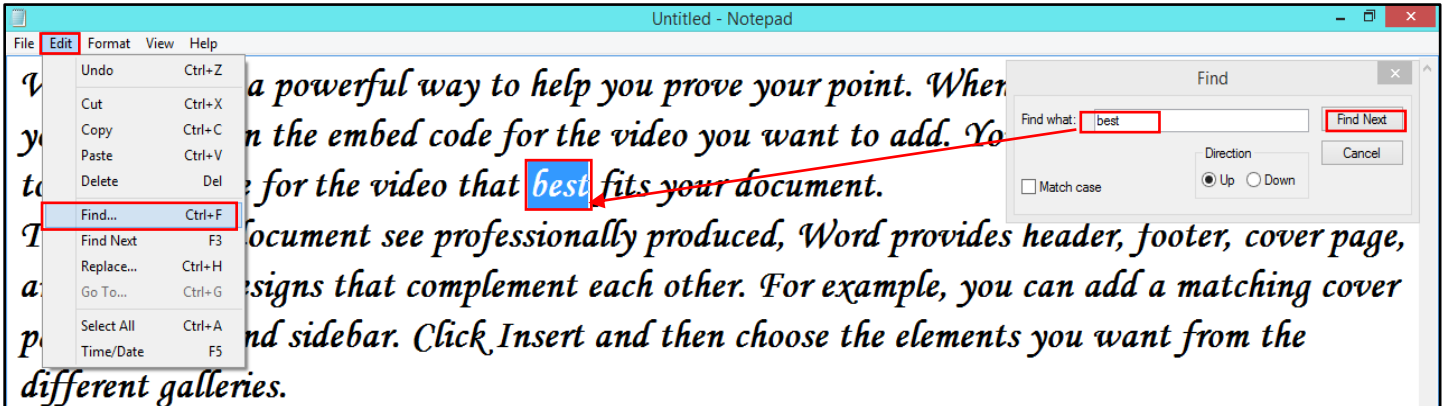 Untitled - Notepad
File Edit Format View Help
Undo Ctrl+Z
Cut Ctrl+X
Copy Ctrl+C
Paste Ctrl+V
Delete Del
Find... Ctrl+F
Find Next F3
Replace... Ctrl+H
Go To... Ctrl+G
Select All Ctrl+A
Time/Date F5
a powerful way to help you prove your point. When
the embed code for the video you want to add.
for the video that best fits your document.
see professionally produced, Word provides header, footer, cover page,
that complement each other. For example, you can add a matching cover
sidebar. Click Insert and then choose the elements you want from the
different galleries.
Find
Find what: best Find Next
Direction Cancel
Match case Up Down